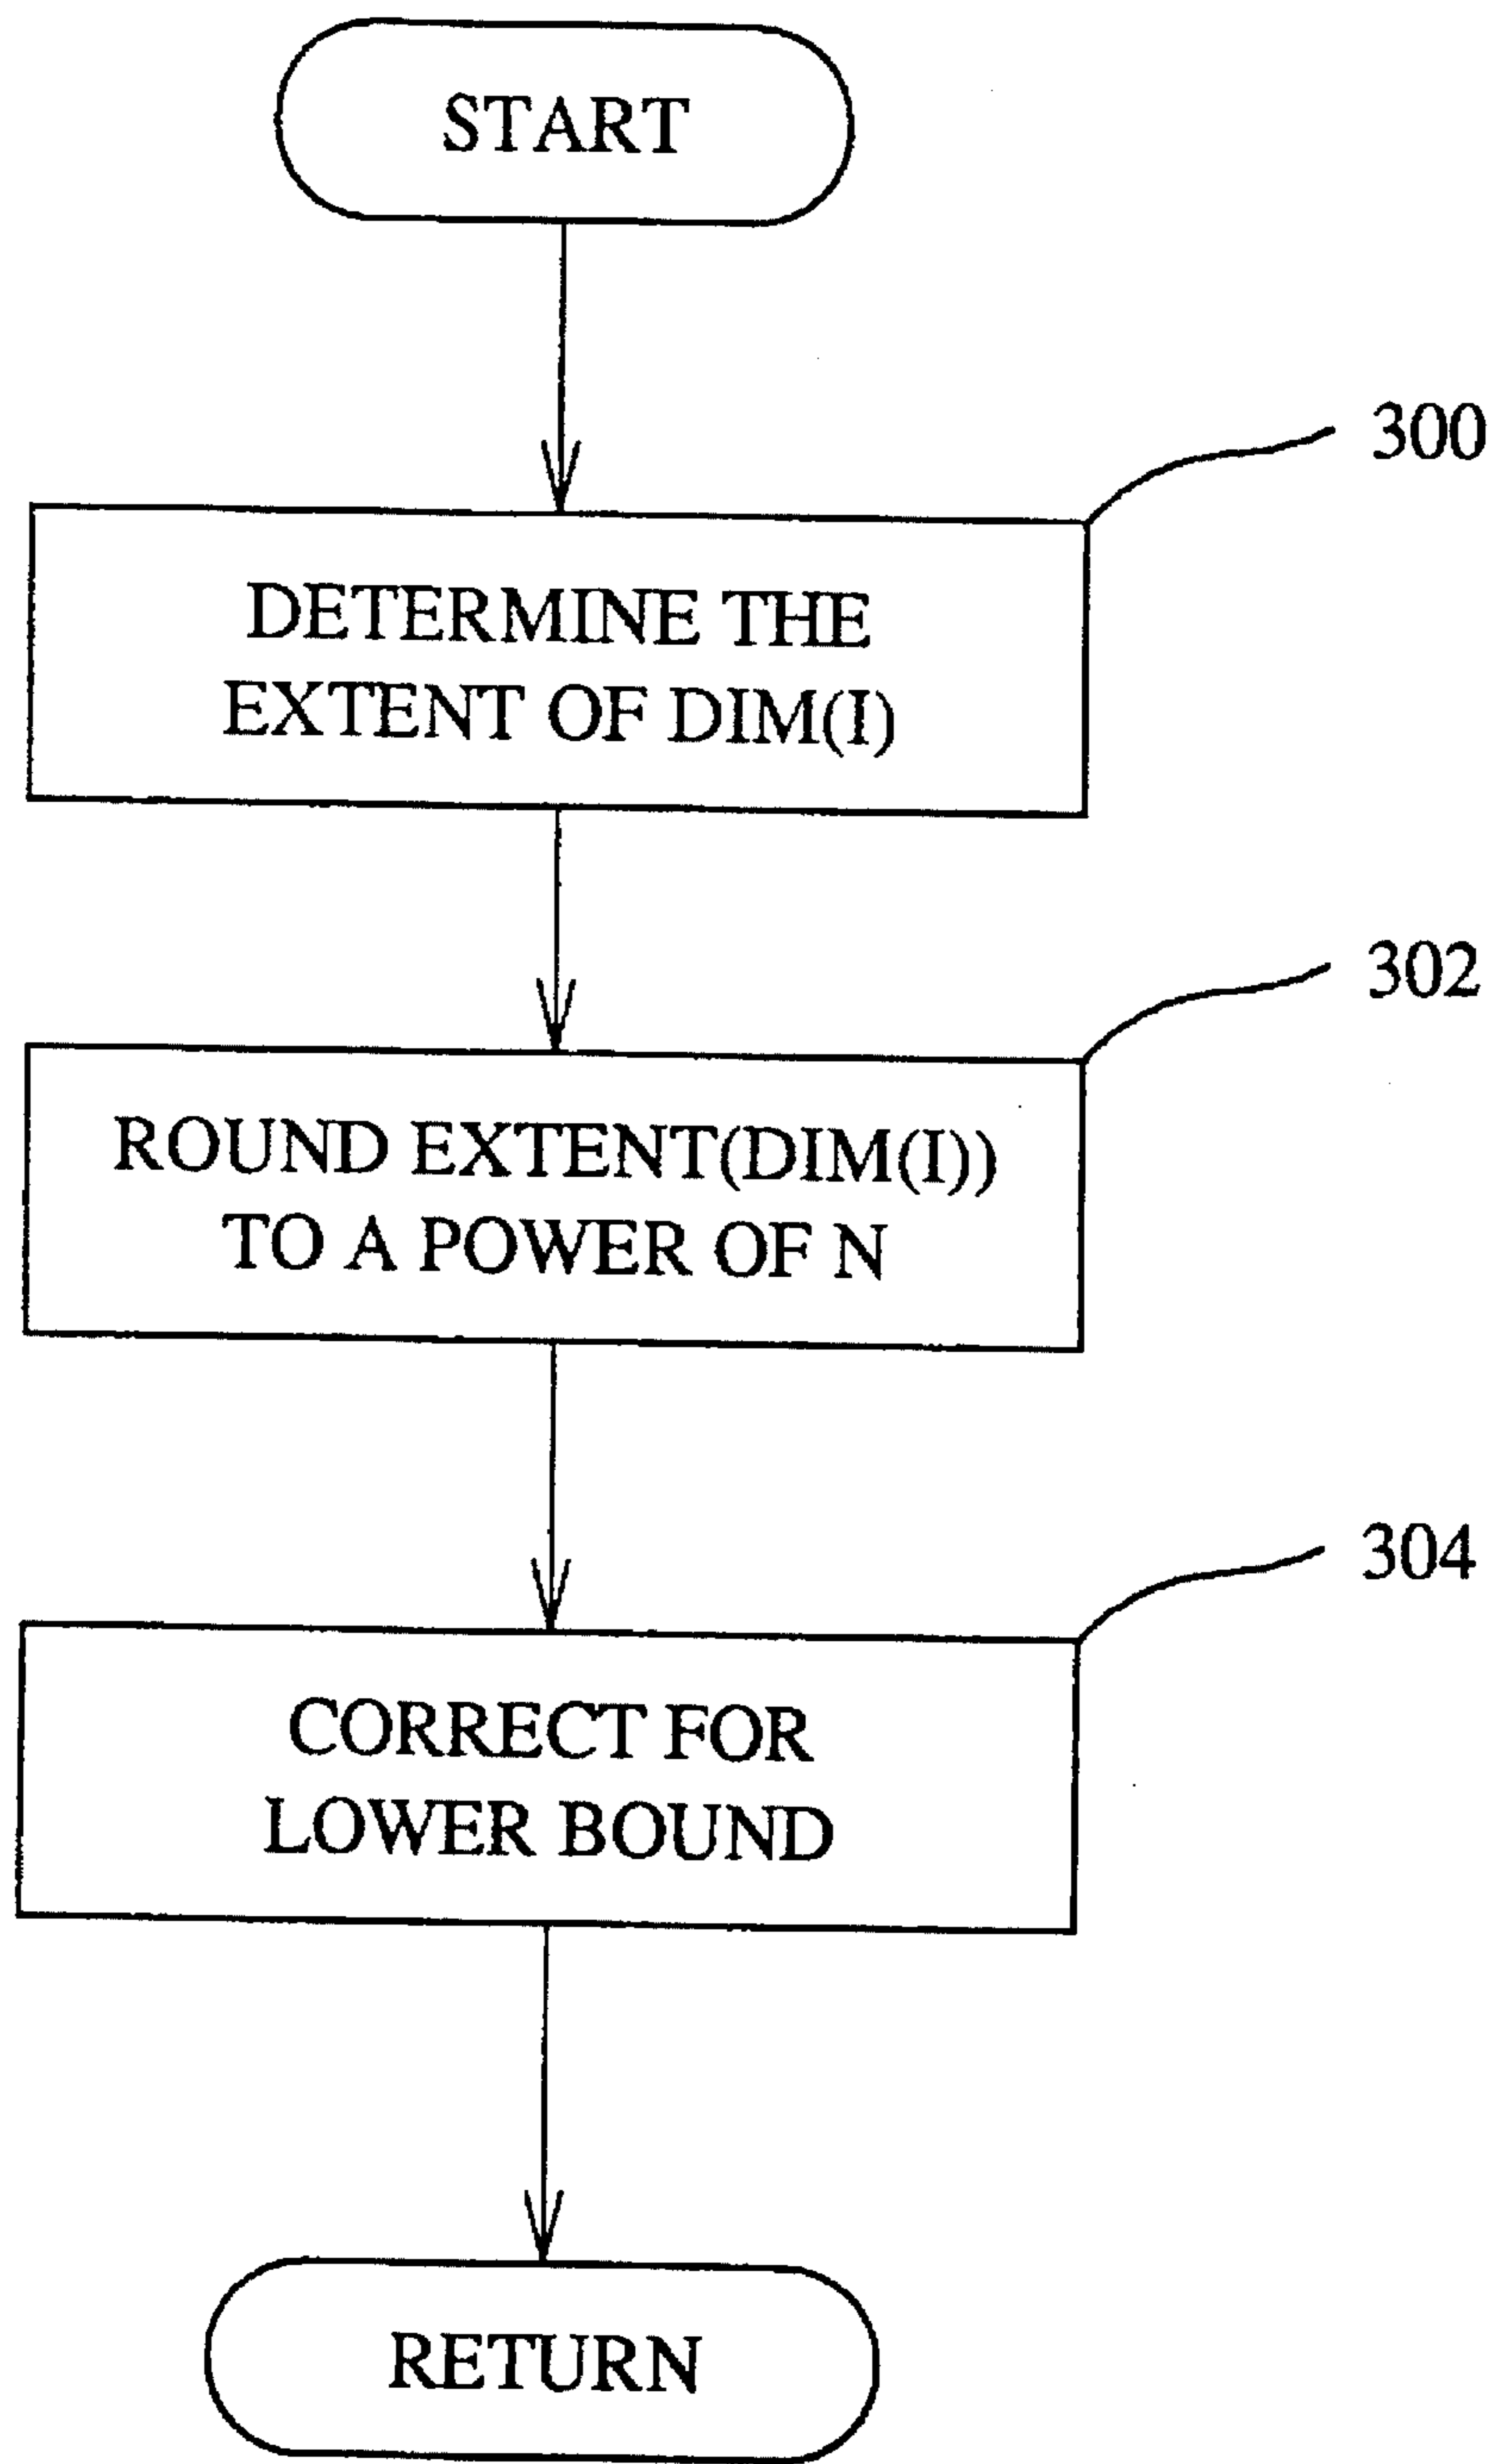 START
300
DETERMINE THE
EXTENT OF DIM(I)
302
ROUND EXTENT(DIM(I))
TO A POWER OF N
304
CORRECT FOR
LOWER BOUND
RETURN